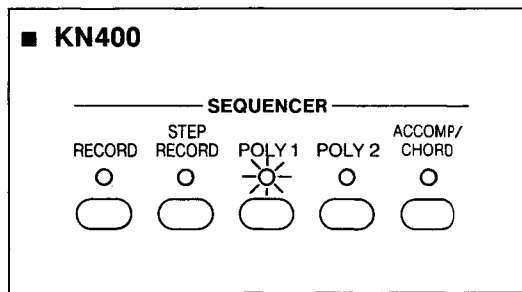 ■ KN400
SEQUENCER
RECORD
STEP
RECORD
POLY 1
POLY 2
ACCOMP/
CHORD